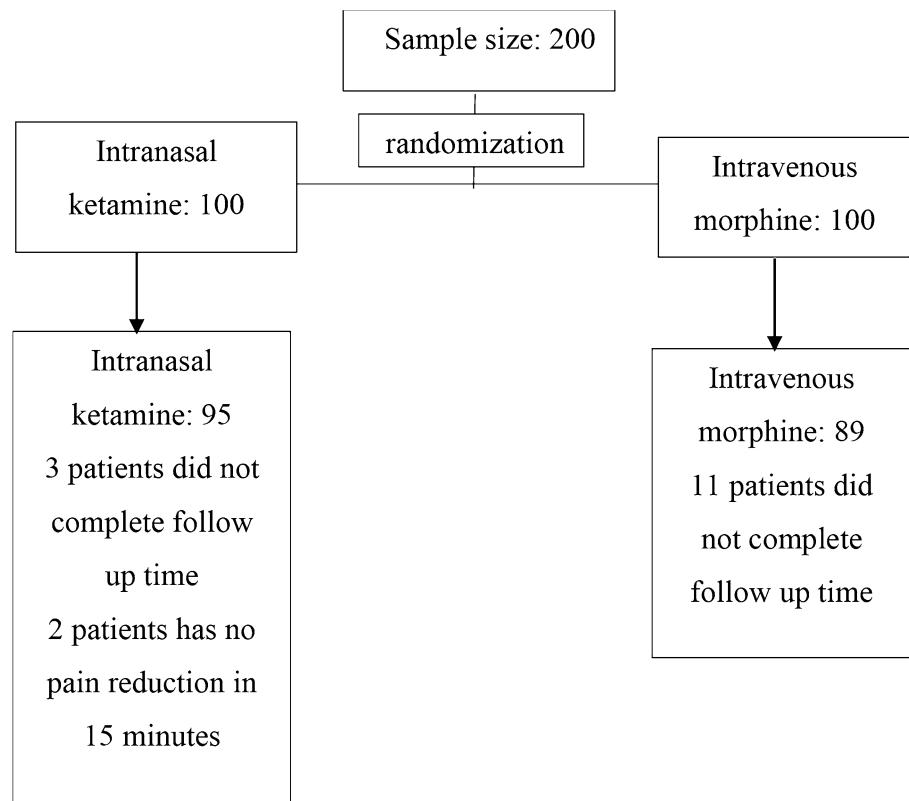 Sample size: 200
randomization
Intranasal
ketamine: 100
Intravenous
morphine: 100
Intranasal
ketamine: 95
3 patients did not
complete follow
up time
2 patients has no
pain reduction in
15 minutes
Intravenous
morphine: 89
11 patients did
not complete
follow up time